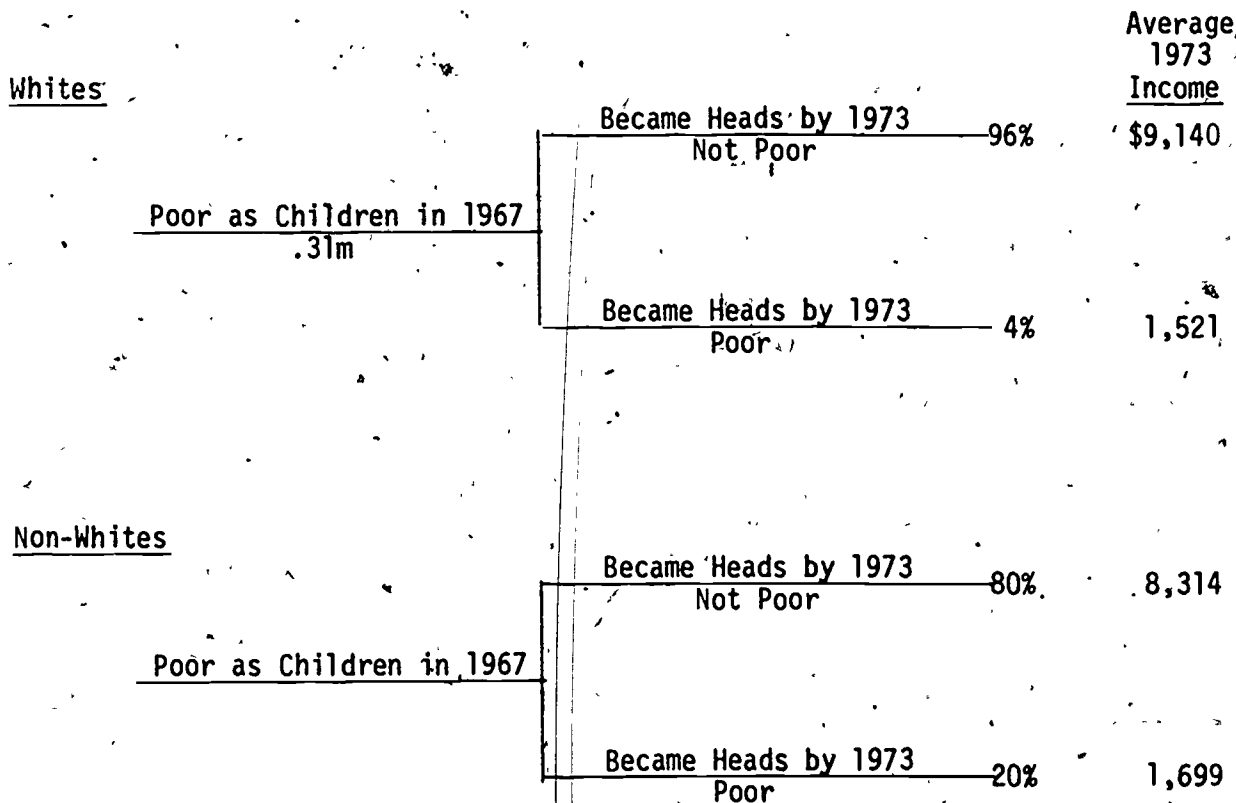 Average
1973
Income
Whites
Became Heads by 1973
Not Poor
96%
$9,140
Poor as Children in 1967
.31m
Became Heads by 1973
Poor
4%
1,521
Non-Whites
Became Heads by 1973
Not Poor
80%
8,314
Poor as Children in 1967
Became Heads by 1973
Poor
20%
1,699